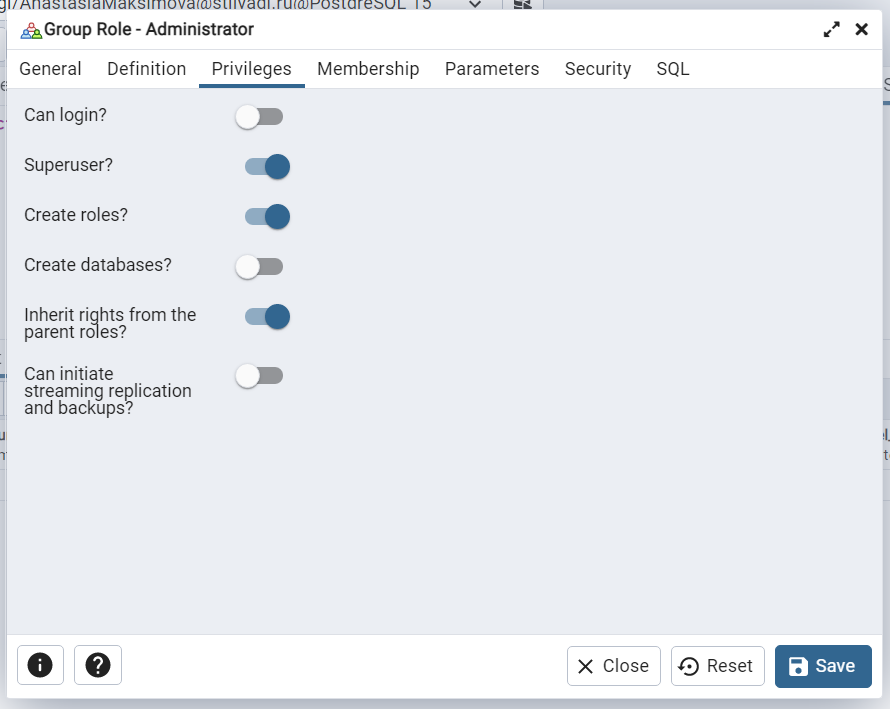 gi/AnastasiaMaksimova@stilyagi.ru@PostgreSQL 15
Group Role - Administrator
General Definition Privileges Membership Parameters Security SQL
Can login?
Superuser?
Create roles?
Create databases?
Inherit rights from the
parent roles?
Can initiate
streaming replication
and backups?
Close Reset Save